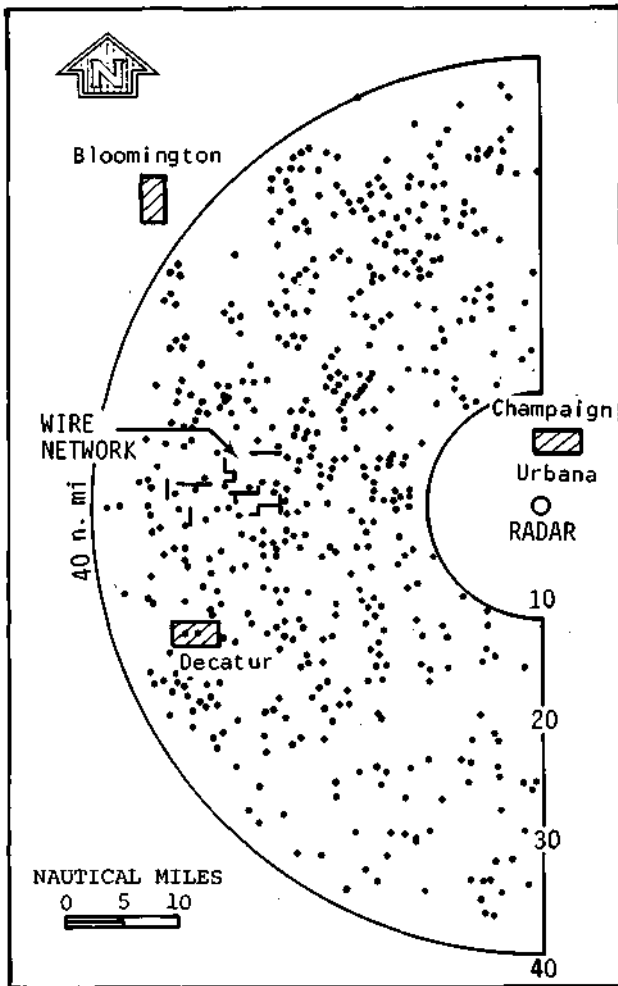 N
Bloomington
WIRE
NETWORK
Champaign
Urbana
RADAR
40 n. mi
10
Decatur
20
30
NAUTICAL MILES
0 5 10
40